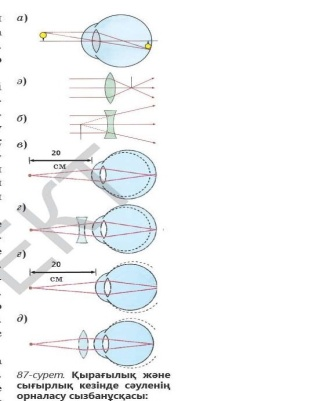 а)
ә)
б)
в)
20
см
г)
ғ)
20
см
д)
87-сурет. Қырағылық және
сығырлық кезінде сәуленің
орналасу сызбанұсқасы: